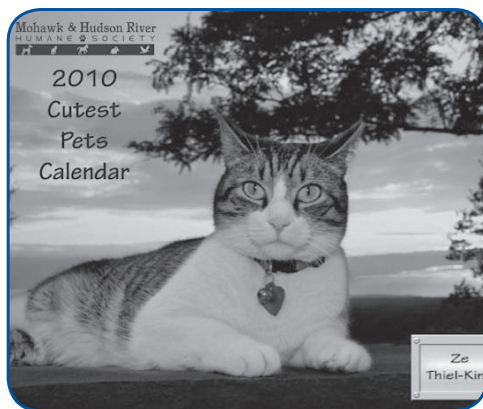 Mohawk & Hudson River
HUMANE SOCIETY
2010
Cutest
Pets
Calendar
Ze
Thiel-Kin